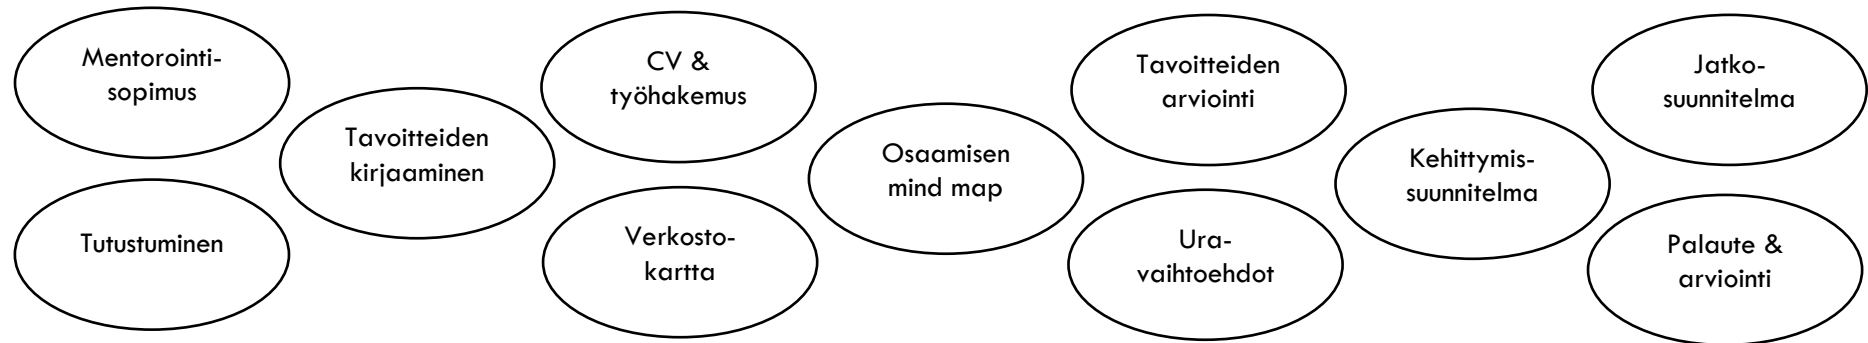 Mentorointi-
sopimus
Tutustuminen
Tavoitteiden
kirjaaminen
CV &
työhakemus
Verkosto-
kartta
Osaamisen
mind map
Tavoitteiden
arviointi
Ura-
vaihtoehdot
Kehittymis-
suunnitelma
Jatko-
suunnitelma
Palaute &
arviointi